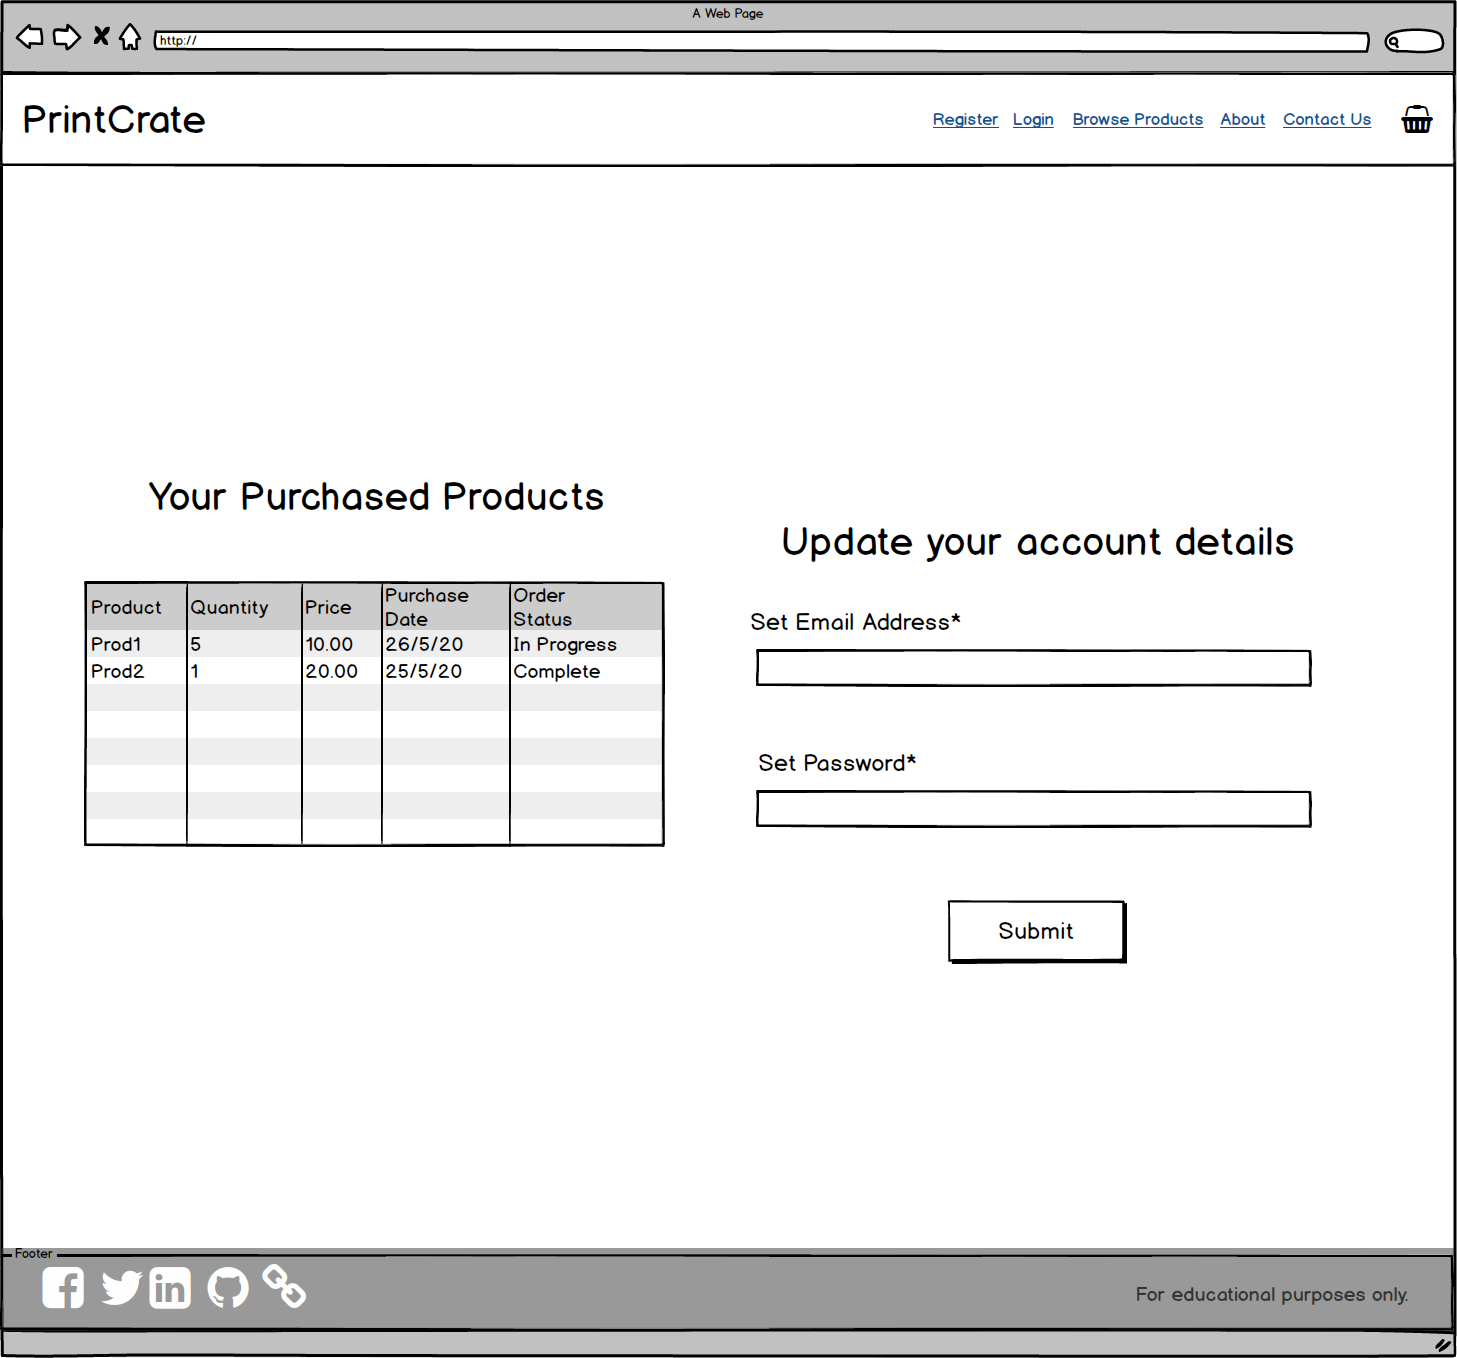 A Web Page
http://
PrintCrate
Register Login Browse Products About Contact Us
Your Purchased Products
Product Quantity Price Purchase Date Order Status
Prod1 5 10.00 26/5/20 In Progress
Prod2 1 20.00 25/5/20 Complete
Update your account details
Set Email Address*
Set Password*
Submit
Footer
For educational purposes only.